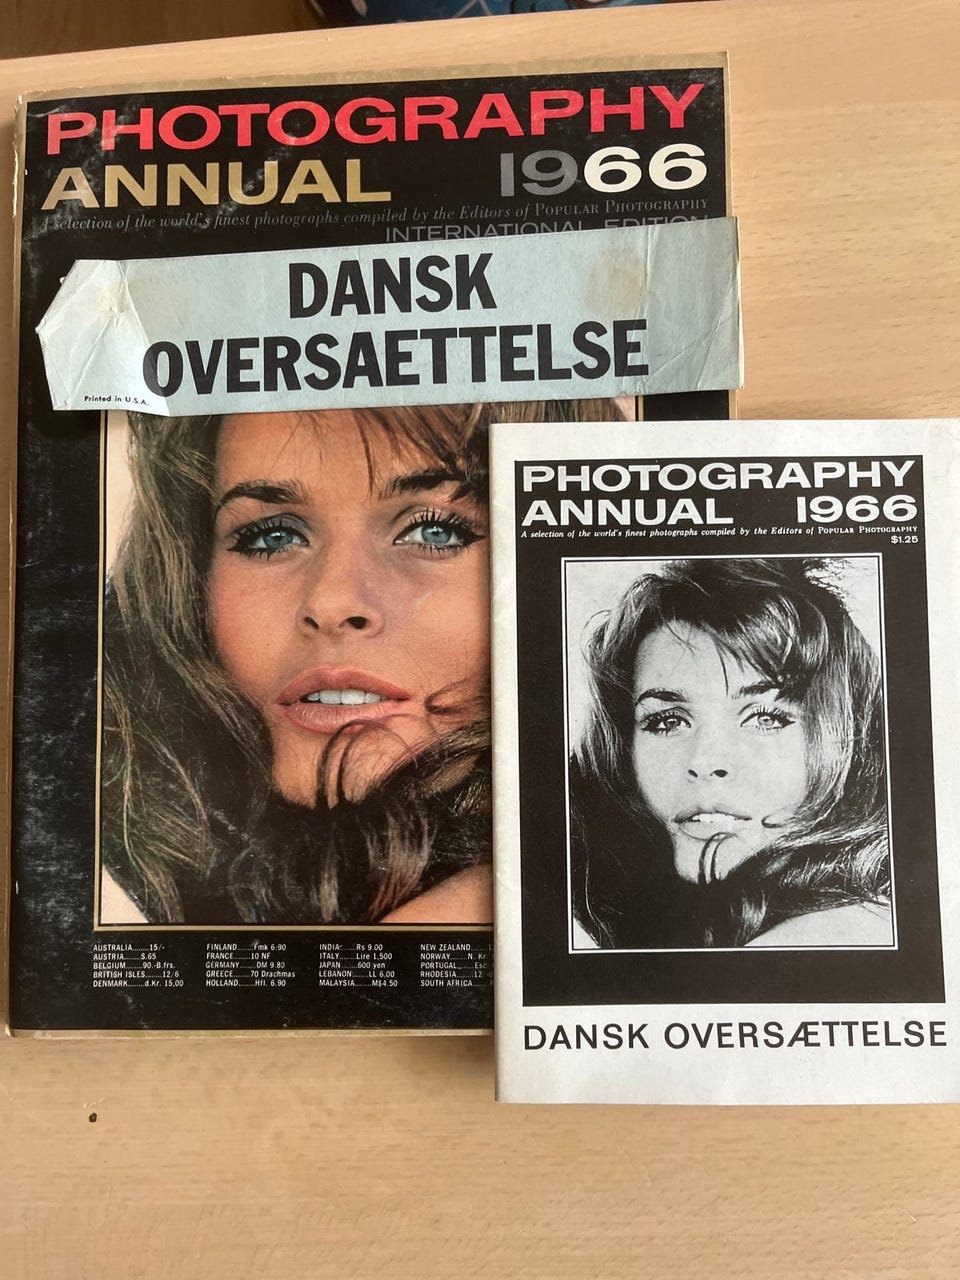 PHOTOGRAPHY
ANNUAL 1966
A selection of the world's finest photographs compiled by the Editors of POPULAR PHOTOGRAPHY
INTERNATIONAL EDITION
DANSK
OVERSAETTELSE
Printed in U.S.A.
AUSTRALIA........15/-
AUSTRIA........S.65
BELGIUM......90.-B.frs.
BRITISH ISLES......12/6
DENMARK......d.Kr. 15,00
FINLAND......Fmk 6.90
FRANCE........10 NF
GERMANY......DM 9.80
GREECE......70 Drachmas
HOLLAND......Hfl. 6.90
INDIA......Rs 9.00
ITALY......Lire 1,500
JAPAN........600 yen
LEBANON......LL 6,00
MALAYSIA......M$4.50
NEW ZEALAND
NORWAY......N. Kr.
PORTUGAL......Esc.
RHODESIA......12
SOUTH AFRICA
PHOTOGRAPHY
ANNUAL 1966
A selection of the world's finest photographs compiled by the Editors of POPULAR PHOTOGRAPHY
$1.25
DANSK OVERSÆTTELSE